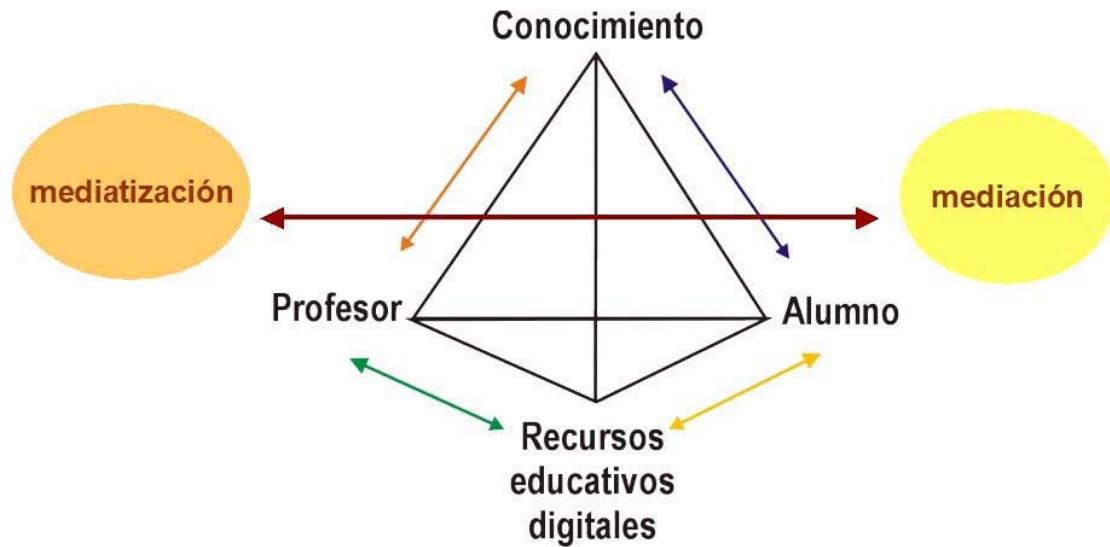 Conocimiento
mediatización
mediación
Profesor
Alumno
Recursos
educativos
digitales